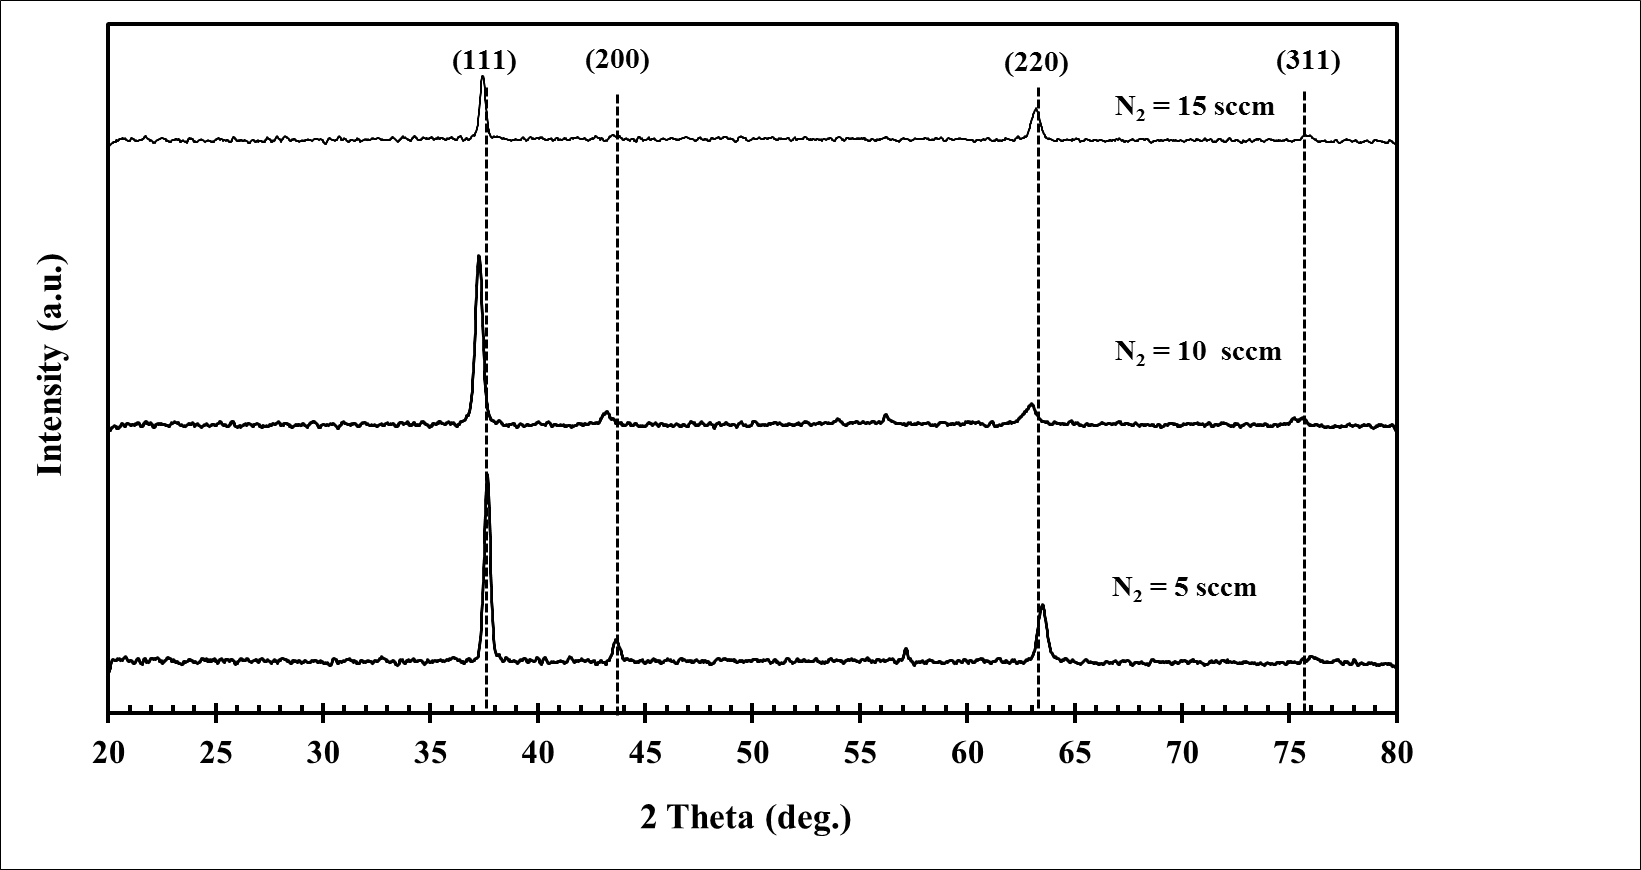 (111) (200) (220) (311)
N₂ = 15 sccm
N₂ = 10 sccm
N₂ = 5 sccm
Intensity (a.u.)
20 25 30 35 40 45 50 55 60 65 70 75 80
2 Theta (deg.)